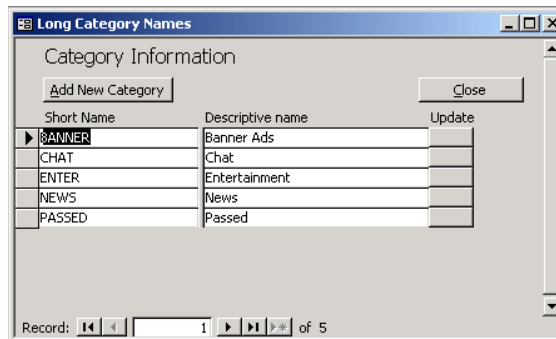 Long Category Names
Category Information
Add New Category Close
Short Name Descriptive name Update
BANNER Banner Ads
CHAT Chat
ENTER Entertainment
NEWS News
PASSED Passed
Record: 1 of 5